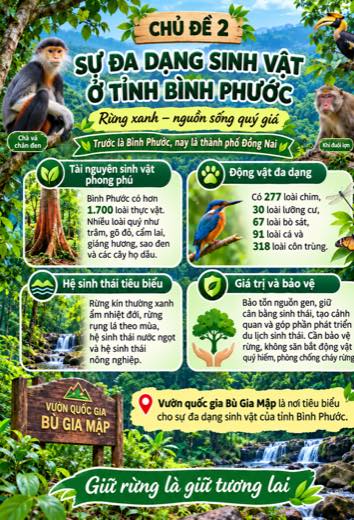 CHỦ ĐỀ 2
SỰ ĐA DẠNG SINH VẬT
Ở TỈNH BÌNH PHƯỚC
Rừng xanh – nguồn sống quý giá
Trước là Bình Phước, nay là thành phố Đồng Nai
Chà vá
chân đen
Khỉ đuôi lợn
Tài nguyên sinh vật
phong phú
Bình Phước có hơn
1.700 loài thực vật.
Nhiều loài quý như
trâm, gõ đỏ, cẩm lai,
giáng hương, sao đen
và các cây họ dầu.
Động vật đa dạng
Có 277 loài chim,
30 loài lưỡng cư,
67 loài bò sát,
91 loài cá và
318 loài côn trùng.
Hệ sinh thái tiêu biểu
Rừng kín thường xanh
ẩm nhiệt đới, rừng
rụng lá theo mùa,
hệ sinh thái nước ngọt
và hệ sinh thái
nông nghiệp.
Giá trị và bảo vệ
Bảo tồn nguồn gen, giữ
cân bằng sinh thái, tạo cảnh
quan và góp phần phát triển
du lịch sinh thái. Cần bảo vệ
rừng, không săn bắt động vật
quý hiếm, phòng chống cháy rừng
VƯỜN QUỐC GIA
BÙ GIA MẬP
Vườn quốc gia Bù Gia Mập là nơi tiêu biểu
cho sự đa dạng sinh vật của tỉnh Bình Phước.
Giữ rừng là giữ tương lai